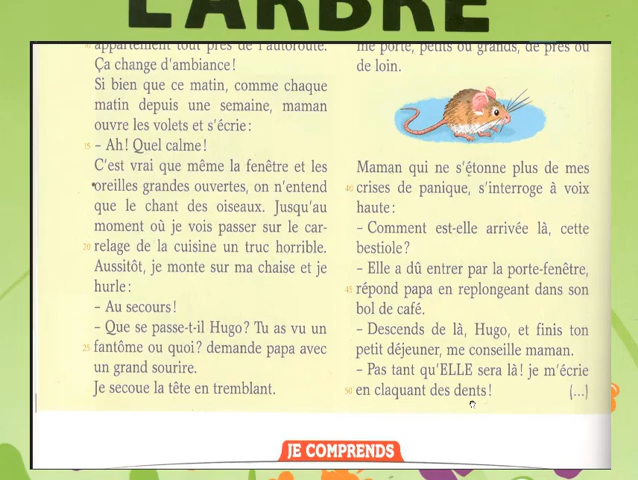 L'ARBRE
appartement tout près de l'autoroute.
Ça change d'ambiance !
Si bien que ce matin, comme chaque
matin depuis une semaine, maman
ouvre les volets et s'écrie :
15 – Ah ! Quel calme !
C'est vrai que même la fenêtre et les
oreilles grandes ouvertes, on n'entend
que le chant des oiseaux. Jusqu'au
moment où je vois passer sur le car-
20 relage de la cuisine un truc horrible.
Aussitôt, je monte sur ma chaise et je
hurle :
– Au secours !
– Que se passe-t-il Hugo ? Tu as vu un
25 fantôme ou quoi ? demande papa avec
un grand sourire.
Je secoue la tête en tremblant.
me porte, petits ou grands, de près ou
de loin.
Maman qui ne s'étonne plus de mes
40 crises de panique, s'interroge à voix
haute :
– Comment est-elle arrivée là, cette
bestiole ?
– Elle a dû entrer par la porte-fenêtre,
45 répond papa en replongeant dans son
bol de café.
– Descends de là, Hugo, et finis ton
petit déjeuner, me conseille maman.
– Pas tant qu'ELLE sera là ! je m'écrie
50 en claquant des dents ! (...)
JE COMPRENDS